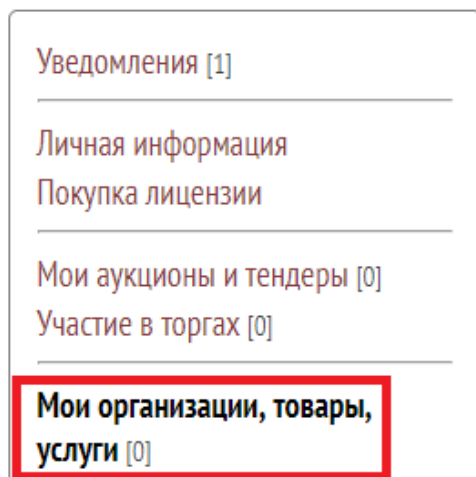 Уведомления [1]
Личная информация
Покупка лицензии
Мои аукционы и тендеры [0]
Участие в торгах [0]
Мои организации, товары,
услуги [0]